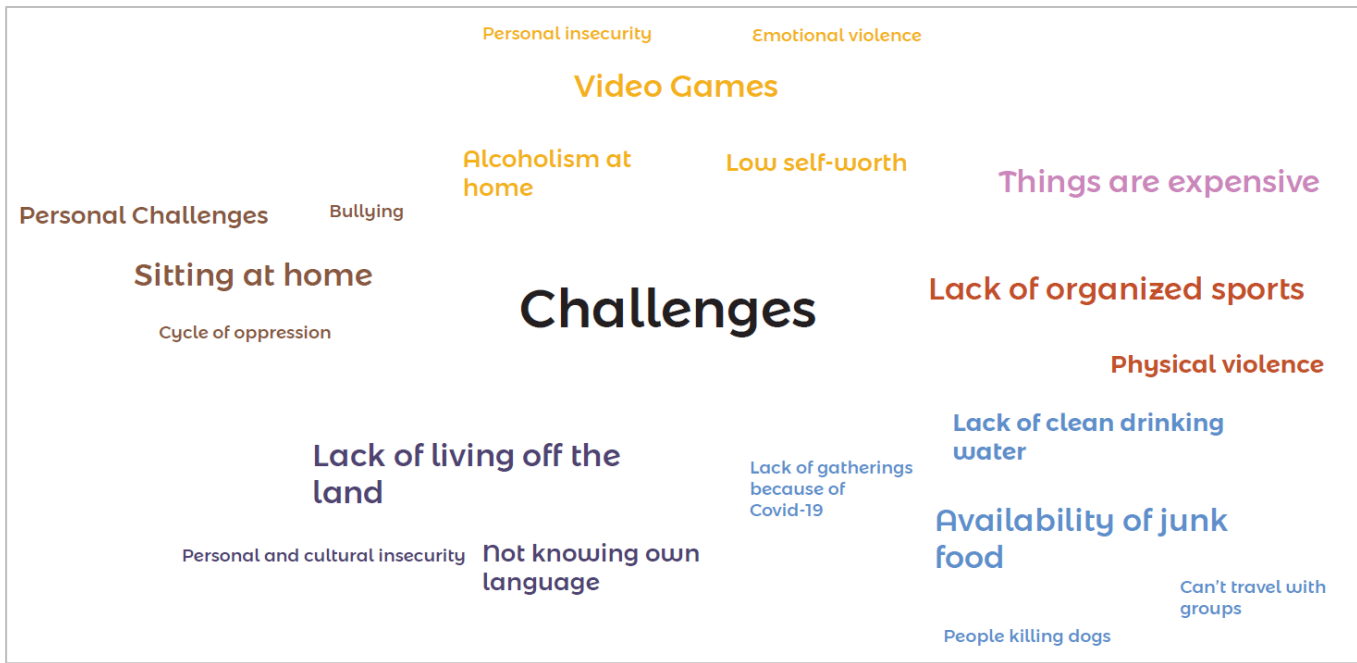 Personal insecurity
Emotional violence
Video Games
Alcoholism at
home
Low self-worth
Things are expensive
Personal Challenges
Bullying
Sitting at home
Cycle of oppression
Challenges
Lack of organized sports
Physical violence
Lack of living off the
land
Personal and cultural insecurity
Not knowing own
language
Lack of gatherings
because of
Covid-19
Lack of clean drinking
water
Availability of junk
food
Can't travel with
groups
People killing dogs